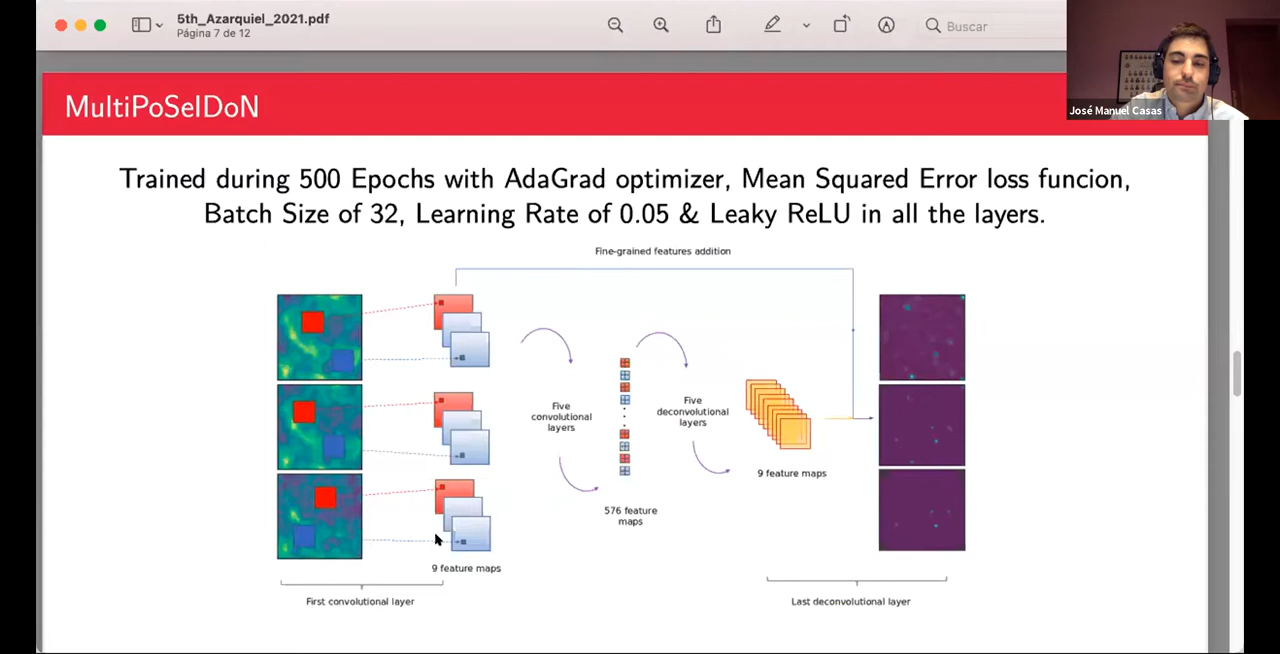 5th_Azarquiel_2021.pdf
Página 7 de 12
Buscar
José Manuel Casas
MultiPoSeIDoN
Trained during 500 Epochs with AdaGrad optimizer, Mean Squared Error loss funcion,
Batch Size of 32, Learning Rate of 0.05 & Leaky ReLU in all the layers.
Fine-grained features addition
Five
convolutional
layers
Five
deconvolutional
layers
9 feature maps
576 feature
maps
9 feature maps
First convolutional layer
Last deconvolutional layer